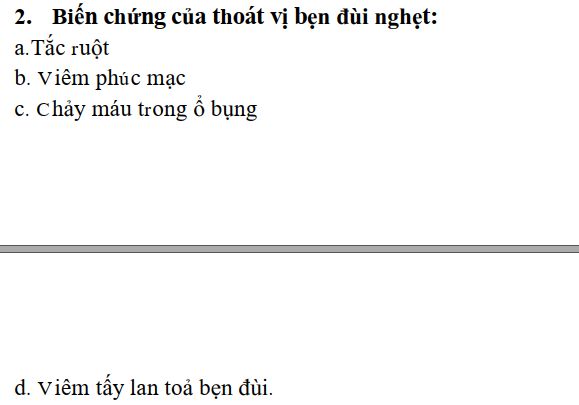 2. Biến chứng của thoát vị bẹn đùi nghẹt:
a.Tắc ruột
b. Viêm phúc mạc
c. Chảy máu trong ổ bụng
d. Viêm tấy lan toả bẹn đùi.